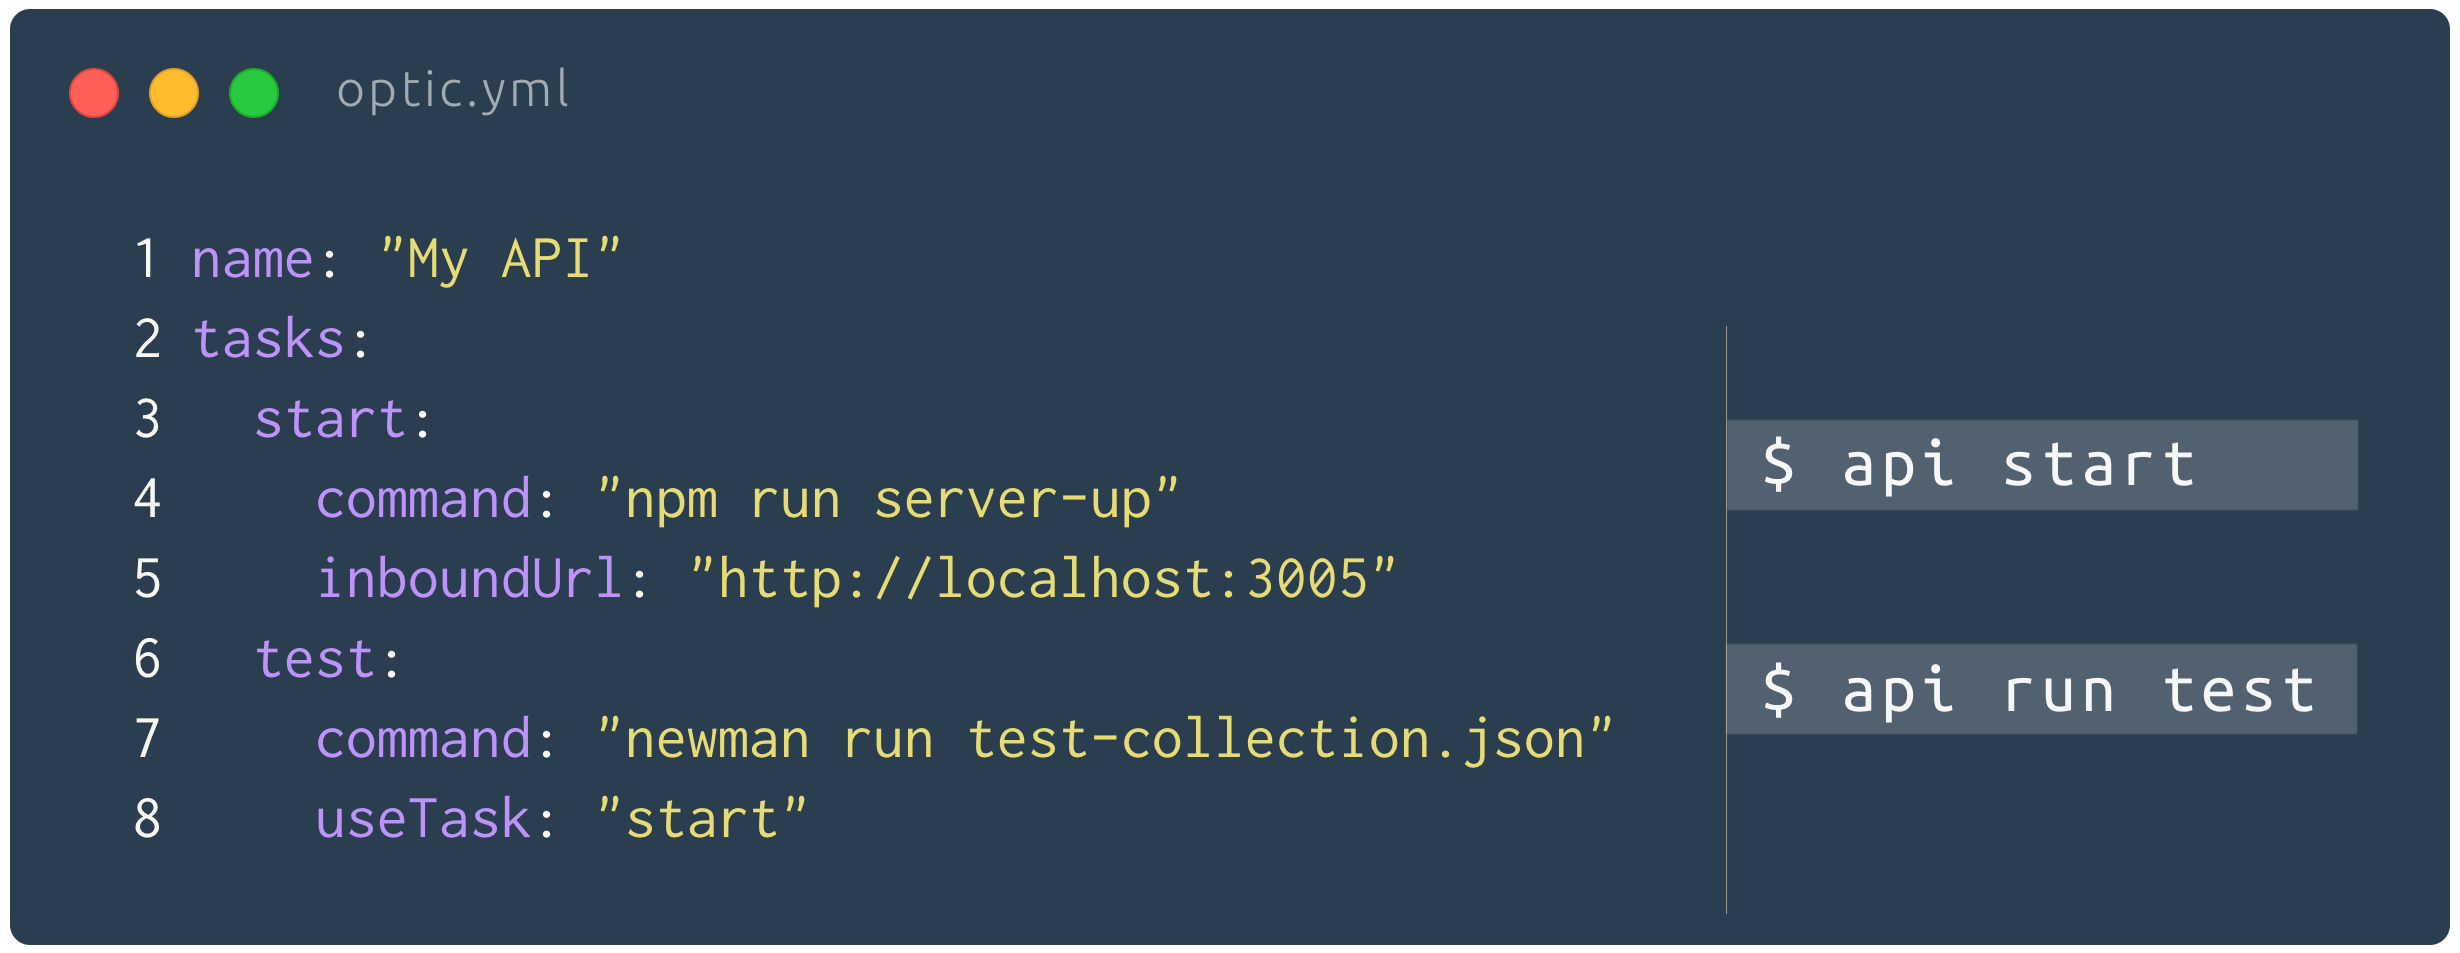 optic.yml
1 name: "My API"
2 tasks:
3   start:
4     command: "npm run server-up"
5     inboundUrl: "http://localhost:3005"
6   test:
7     command: "newman run test-collection.json"
8     useTask: "start"
$ api start
$ api run test